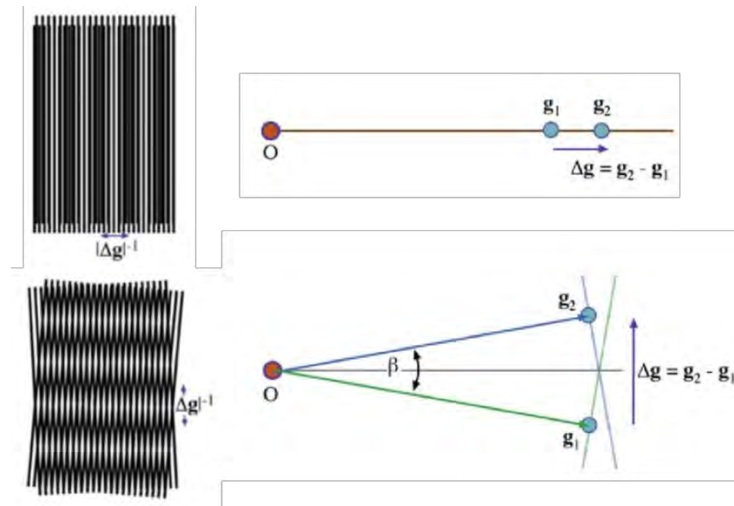 g₁ g₂
O
Δg = g₂ - g₁
|Δg|⁻¹
g₂
β
Δg = g₂ - g₁
O
Δg|⁻¹
g₁